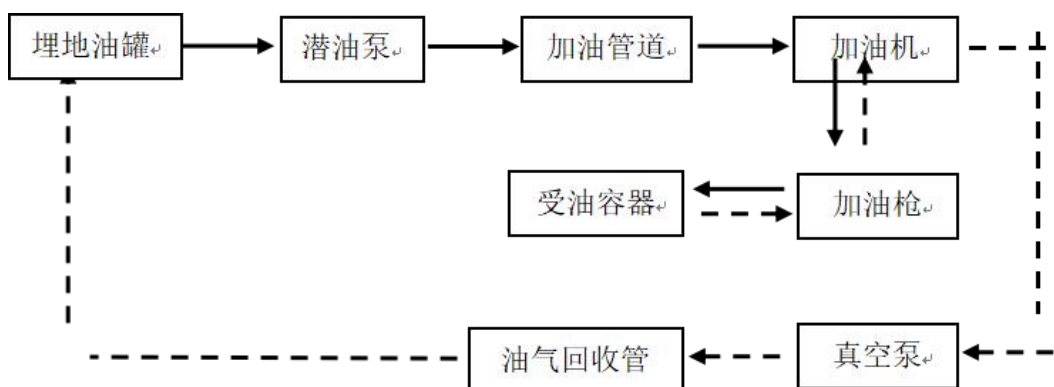 埋地油罐
潜油泵
加油管道
加油机
受油容器
加油枪
油气回收管
真空泵